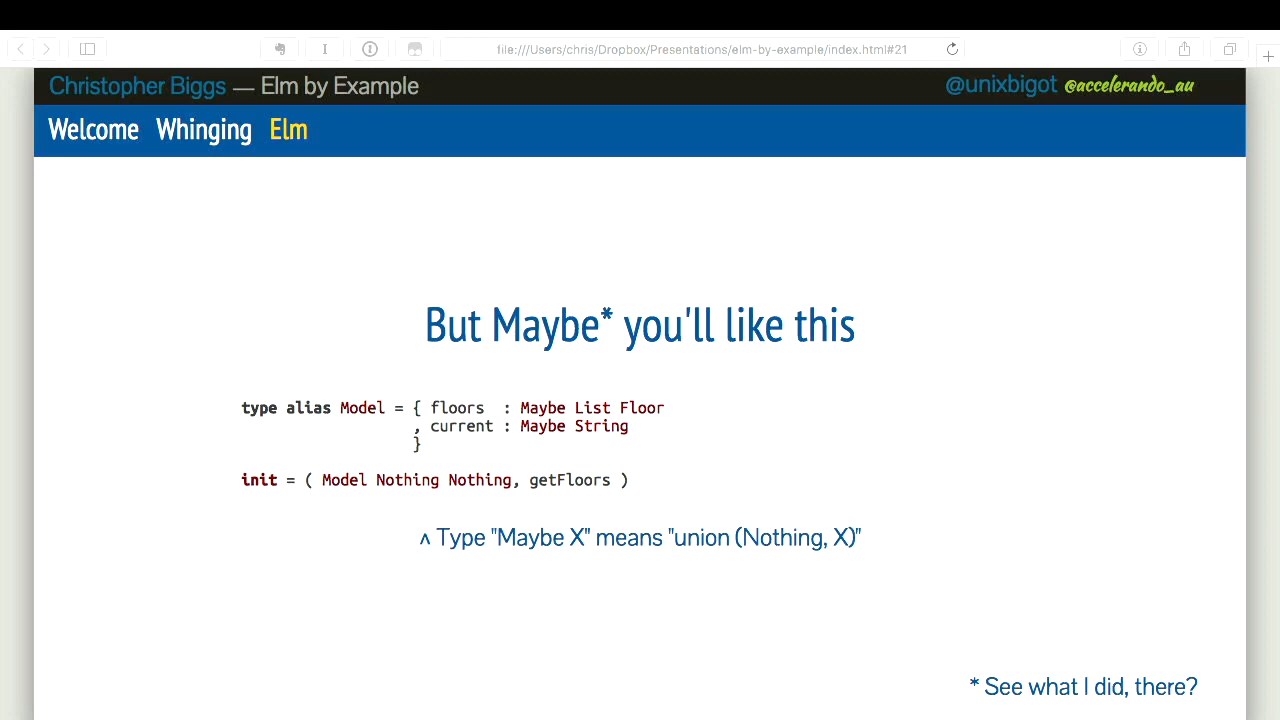 file:///Users/chris/Dropbox/Presentations/elm-by-example/index.html#21
Christopher Biggs — Elm by Example
@unixbigot @accelerando_au
Welcome Whinging Elm
But Maybe* you'll like this
type alias Model = { floors : Maybe List Floor
, current : Maybe String
}
init = ( Model Nothing Nothing, getFloors )
^ Type "Maybe X" means "union (Nothing, X)"
* See what I did, there?